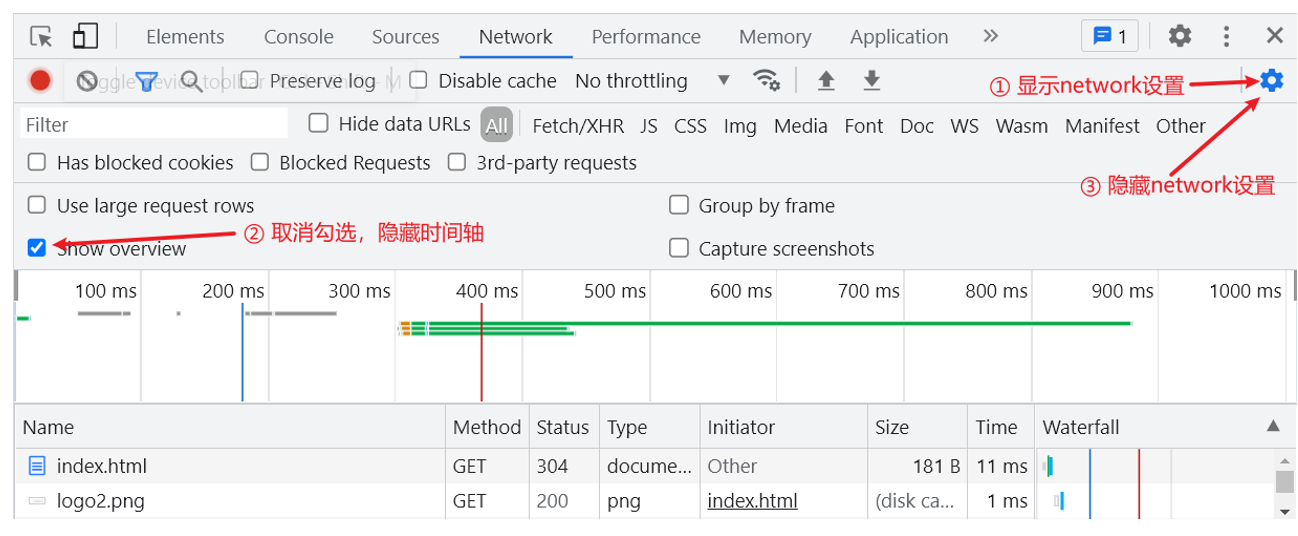 Elements Console Sources Network Performance Memory Application » 1
Preserve log Disable cache No throttling ① 显示network设置
Filter Hide data URLs All Fetch/XHR JS CSS Img Media Font Doc WS Wasm Manifest Other
Has blocked cookies Blocked Requests 3rd-party requests
③ 隐藏network设置
Use large request rows Group by frame
② 取消勾选，隐藏时间轴
Show overview Capture screenshots
100 ms 200 ms 300 ms 400 ms 500 ms 600 ms 700 ms 800 ms 900 ms 1000 ms
Name Method Status Type Initiator Size Time Waterfall
index.html GET 304 docume... Other 181 B 11 ms
logo2.png GET 200 png index.html (disk ca... 1 ms